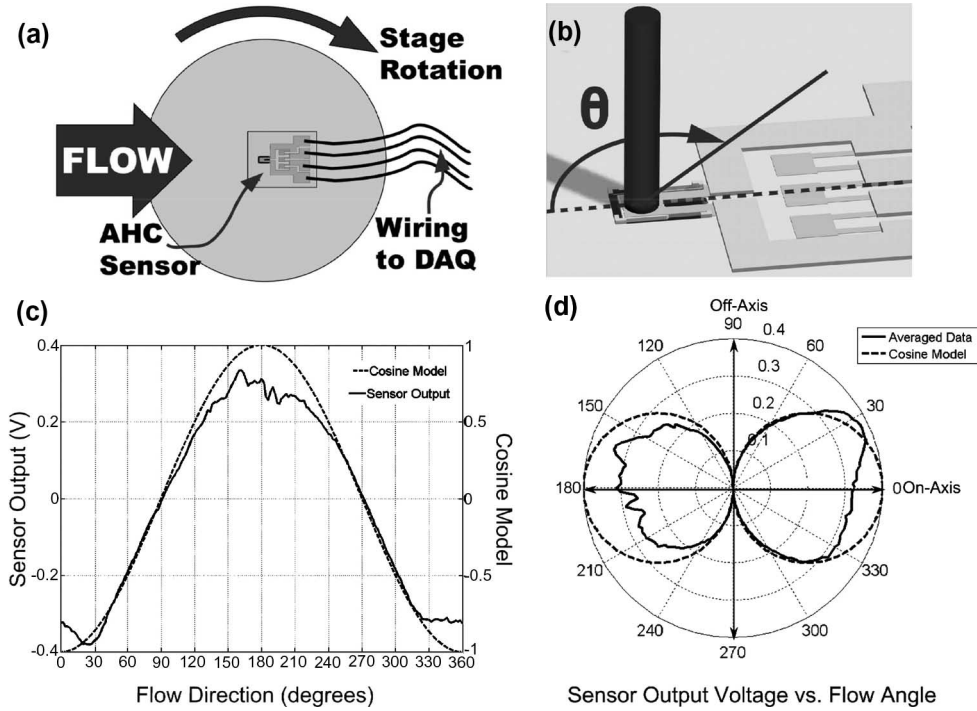 (a)
Stage
Rotation
FLOW
AHC
Sensor
Wiring
to DAQ
(b)
θ
(c)
0.4
0.2
0
-0.2
-0.4
Sensor Output (V)
1
0.5
0
-0.5
-1
Cosine Model
Cosine Model
Sensor Output
0 30 60 90 120 150 180 210 240 270 300 330 360
Flow Direction (degrees)
(d)
Off-Axis
90
0.4
0.3
0.2
0.1
Averaged Data
Cosine Model
120
60
150
30
180
0 On-Axis
210
330
240
300
270
Sensor Output Voltage vs. Flow Angle